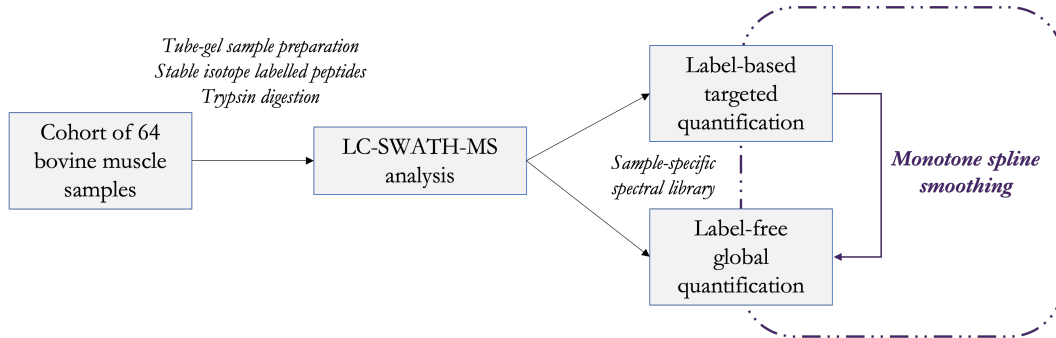 Tube-gel sample preparation
Stable isotope labelled peptides
Trypsin digestion
Cohort of 64
bovine muscle
samples
LC-SWATH-MS
analysis
Label-based
targeted
quantification
Sample-specific
spectral library
Label-free
global
quantification
Monotone spline
smoothing